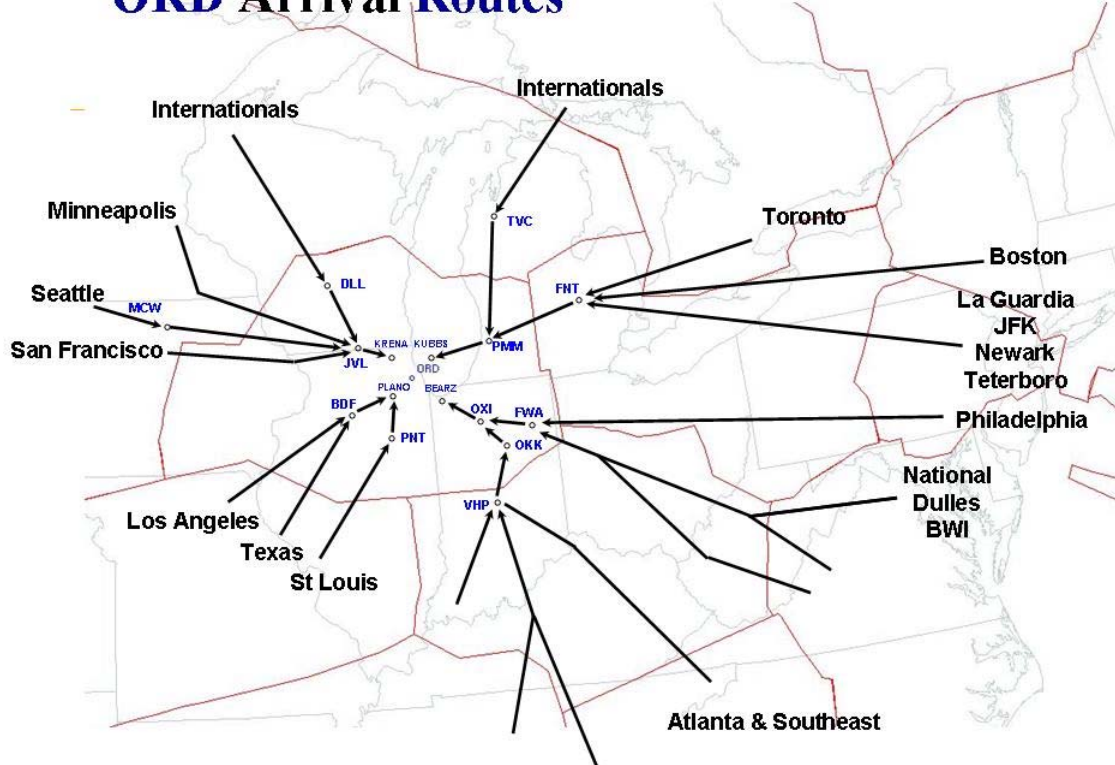 ORD Arrival Routes
Internationals
Internationals
Minneapolis
TVC
Toronto
Boston
Seattle
MCW
DLL
FNT
La Guardia
JFK
Newark
Teterboro
San Francisco
KRENA KUBBS
JVL
PMM
ORD
PLANO BEARZ
BDF
OXI
FWA
Philadelphia
PNT
OKK
National
Dulles
BWI
VHP
Los Angeles
Texas
St Louis
Atlanta & Southeast